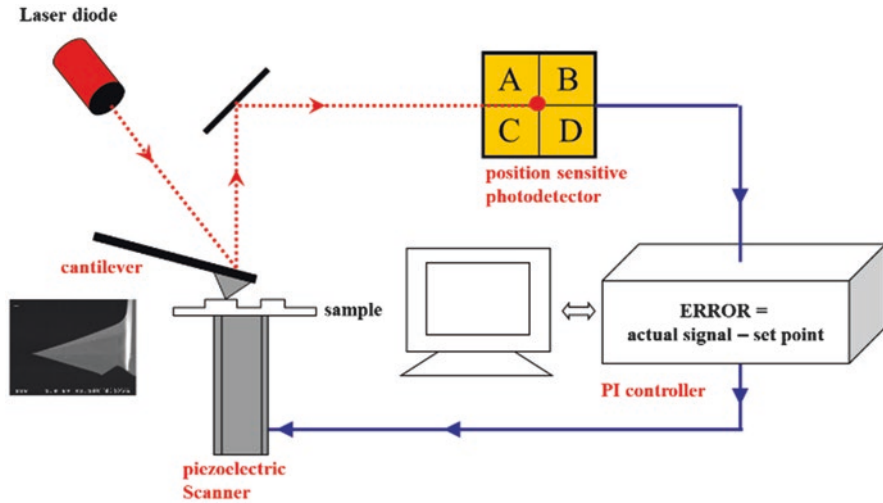 Laser diode
A B
C D
position sensitive
photodetector
cantilever
sample
ERROR =
actual signal – set point
PI controller
piezoelectric
Scanner